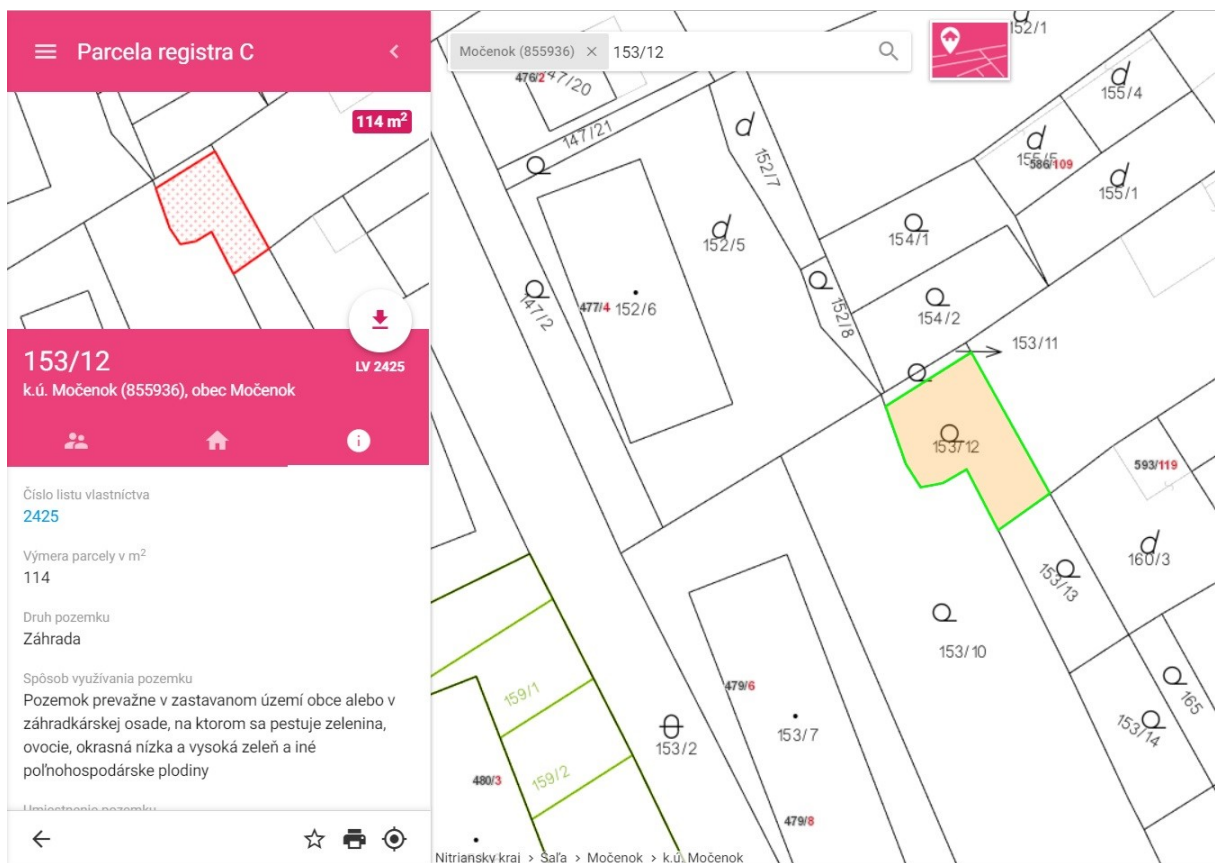 Parcela registra C
114 m²
153/12
LV 2425
k.ú. Močenok (855936), obec Močenok
Číslo listu vlastníctva
2425
Výmera parcely v m²
114
Druh pozemku
Záhrada
Spôsob využívania pozemku
Pozemok prevažne v zastavanom území obce alebo v
záhradkárskej osade, na ktorom sa pestuje zelenina,
ovocie, okrasná nízka a vysoká zeleň a iné
poľnohospodárske plodiny
Umiestnenie pozemku
Močenok (855936) × 153/12
152/1
476/2
147/20
155/4
147/21
152/7
155/5
586/109
155/1
152/5
154/1
147/2
477/4
152/6
152/8
154/2
153/11
153/12
593/119
160/3
153/13
153/10
479/6
159/1
165
153/2
153/7
153/14
159/2
480/3
479/8
Nitriansky kraj > Šaľa > Močenok > k.ú. Močenok